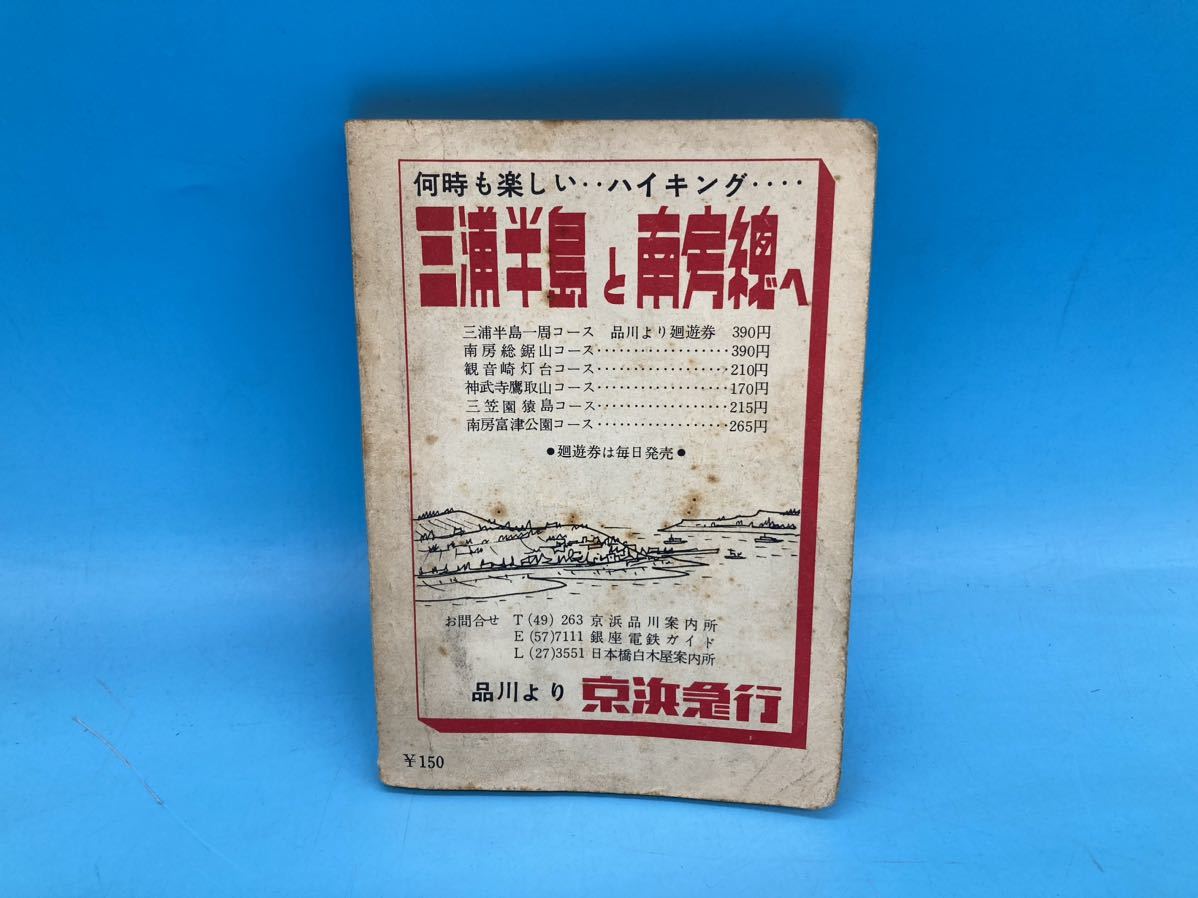 何時も楽しい‥ハイキング‥‥
三浦半島と南房總へ
三浦半島一周コース 品川より廻遊券 390円
南房総鋸山コース‥‥‥‥‥‥‥‥‥390円
観音崎灯台コース‥‥‥‥‥‥‥‥‥210円
神武寺鷹取山コース‥‥‥‥‥‥‥‥‥170円
三笠園猿島コース‥‥‥‥‥‥‥‥‥215円
南房富津公園コース‥‥‥‥‥‥‥‥‥265円
●廻遊券は毎日発売●
お問合せ T(49) 263 京浜品川案内所
E(57)7111 銀座電鉄ガイド
L(27)3551 日本橋白木屋案内所
品川より 京浜急行
¥150